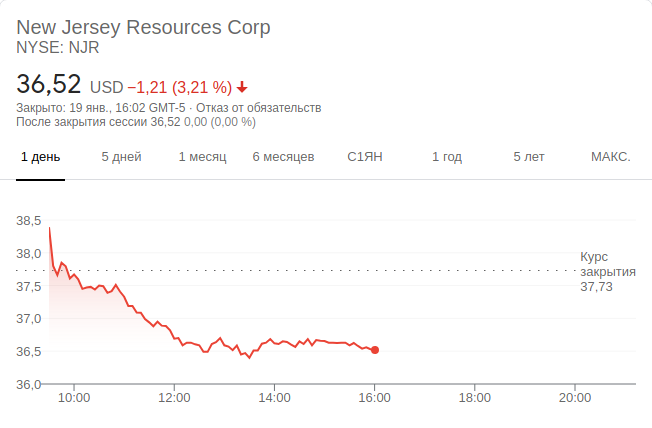 New Jersey Resources Corp
NYSE: NJR
36,52 USD −1,21 (3,21 %)
Закрыто: 19 янв., 16:02 GMT-5 · Отказ от обязательств
После закрытия сессии 36,52 0,00 (0,00 %)
1 день 5 дней 1 месяц 6 месяцев С1ЯН 1 год 5 лет МАКС.
38,5
38,0
37,5
37,0
36,5
36,0
Курс
закрытия
37,73
10:00 12:00 14:00 16:00 18:00 20:00